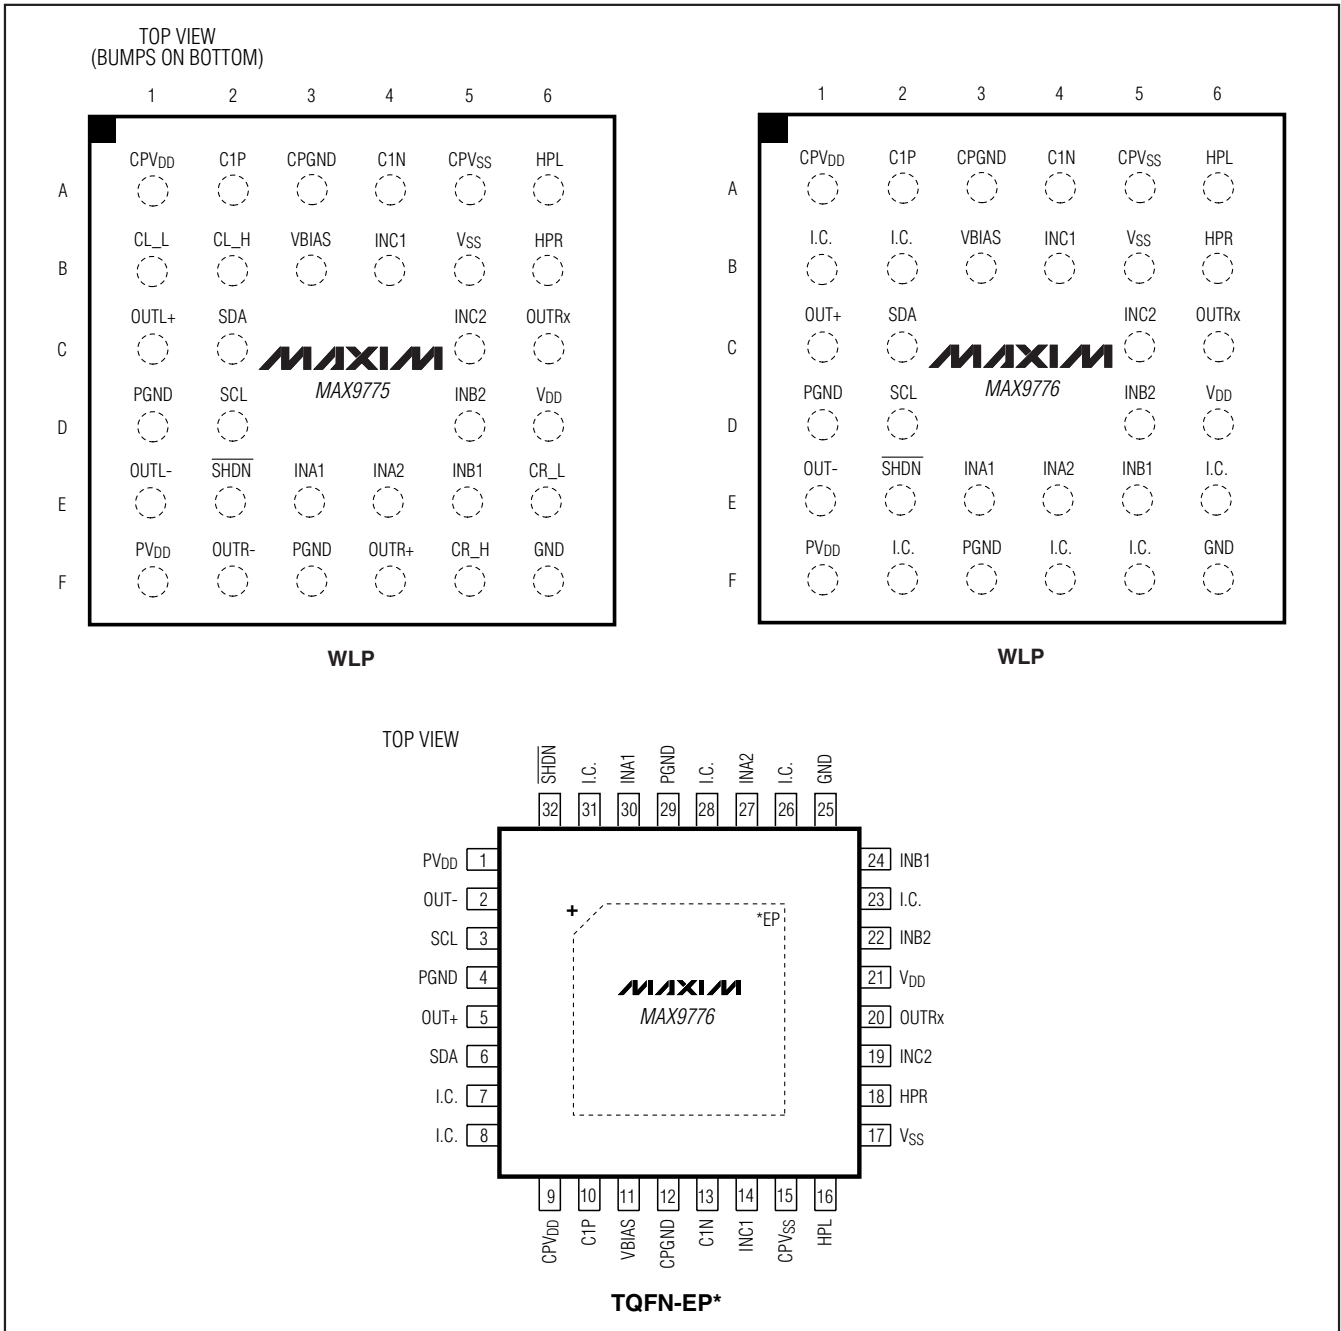 TOP VIEW
(BUMPS ON BOTTOM)
1 2 3 4 5 6
A CPVDD C1P CPGND C1N CPVSS HPL
B CL_L CL_H VBIAS INC1 VSS HPR
C OUTL+ SDA INC2 OUTRx
MAXIM
MAX9775
D PGND SCL INB2 VDD
E OUTL- SHDN INA1 INA2 INB1 CR_L
F PVDD OUTR- PGND OUTR+ CR_H GND
WLP
1 2 3 4 5 6
A CPVDD C1P CPGND C1N CPVSS HPL
B I.C. I.C. VBIAS INC1 VSS HPR
C OUT+ SDA INC2 OUTRx
MAXIM
MAX9776
D PGND SCL INB2 VDD
E OUT- SHDN INA1 INA2 INB1 I.C.
F PVDD I.C. PGND I.C. I.C. GND
WLP
TOP VIEW
SHDN I.C. INA1 PGND I.C. INA2 I.C. GND
32 31 30 29 28 27 26 25
PVDD 1
OUT- 2
SCL 3
PGND 4
OUT+ 5
SDA 6
I.C. 7
I.C. 8
+
*EP
MAXIM
MAX9776
24 INB1
23 I.C.
22 INB2
21 VDD
20 OUTRx
19 INC2
18 HPR
17 VSS
9 10 11 12 13 14 15 16
CPVDD C1P VBIAS CPGND C1N INC1 CPVSS HPL
TQFN-EP*